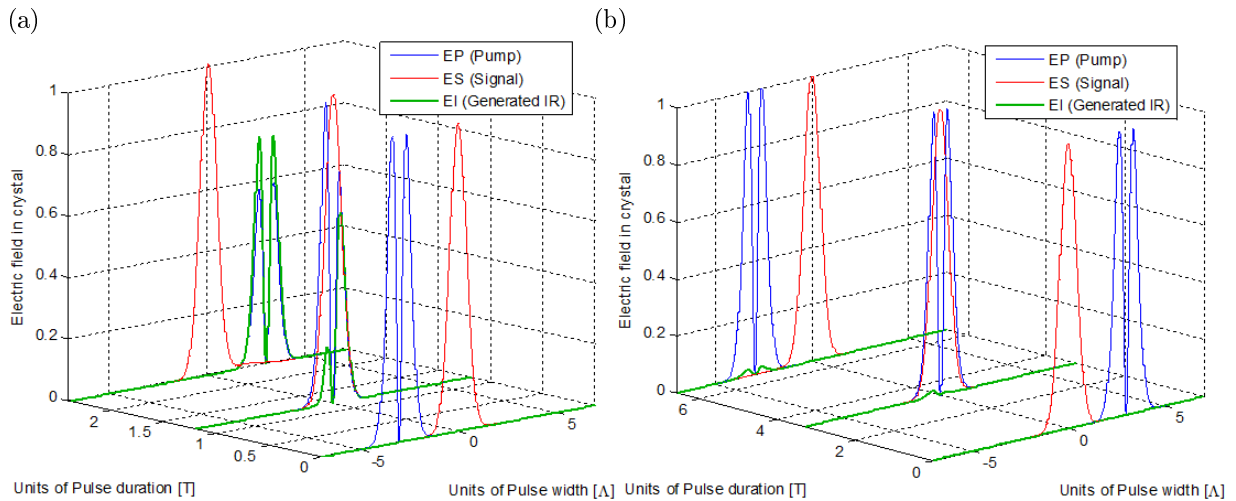 (a)
EP (Pump)
ES (Signal)
EI (Generated IR)
1
0.8
0.6
0.4
0.2
0
Electric field in crystal
2
1.5
1
0.5
0
-5
0
5
Units of Pulse duration [T]
Units of Pulse width [Λ]
(b)
EP (Pump)
ES (Signal)
EI (Generated IR)
1
0.8
0.6
0.4
0.2
0
Electric field in crystal
6
4
2
0
-5
0
5
Units of Pulse duration [T]
Units of Pulse width [Λ]